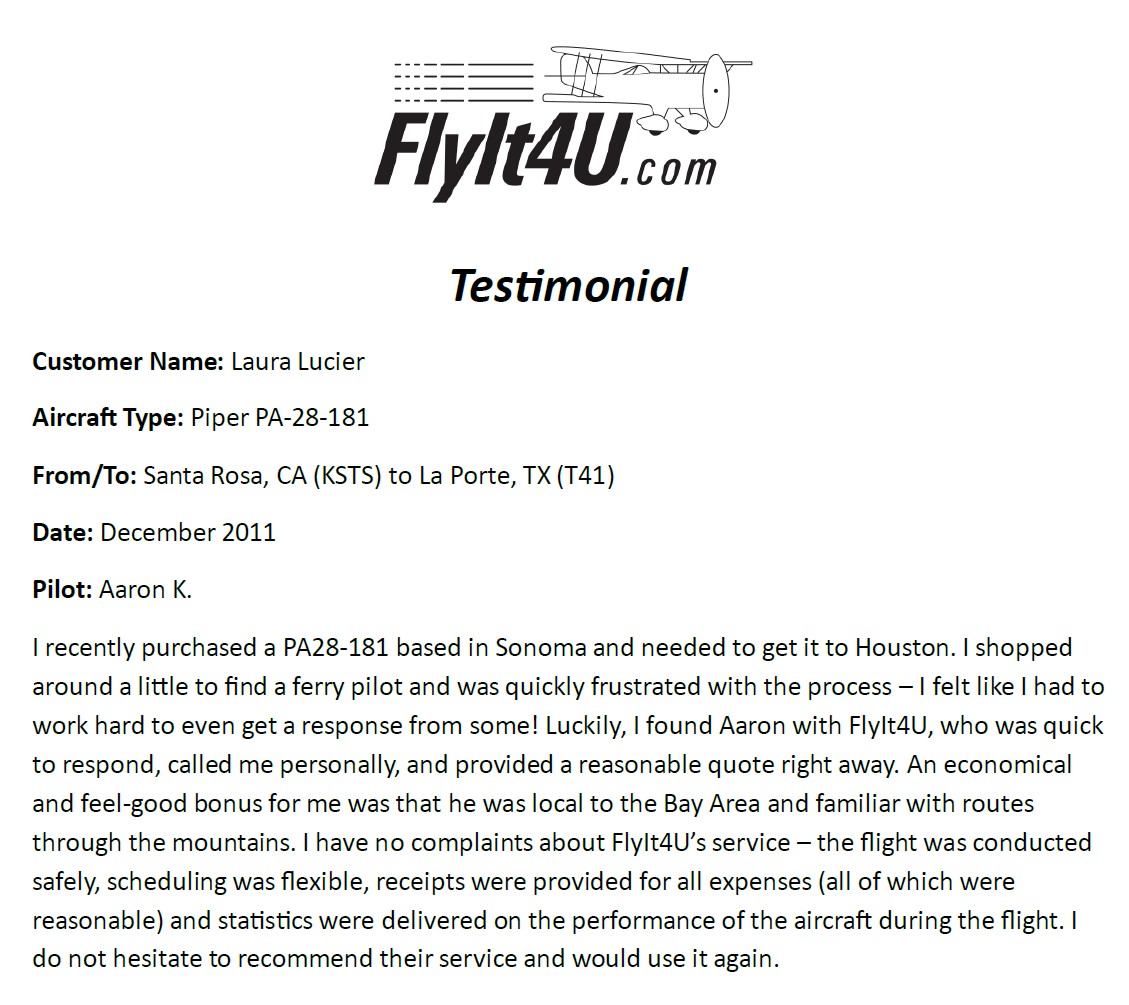 FlyIt4U.com
Testimonial
Customer Name: Laura Lucier
Aircraft Type: Piper PA-28-181
From/To: Santa Rosa, CA (KSTS) to La Porte, TX (T41)
Date: December 2011
Pilot: Aaron K.
I recently purchased a PA28-181 based in Sonoma and needed to get it to Houston. I shopped
around a little to find a ferry pilot and was quickly frustrated with the process – I felt like I had to
work hard to even get a response from some! Luckily, I found Aaron with FlyIt4U, who was quick
to respond, called me personally, and provided a reasonable quote right away. An economical
and feel-good bonus for me was that he was local to the Bay Area and familiar with routes
through the mountains. I have no complaints about FlyIt4U’s service – the flight was conducted
safely, scheduling was flexible, receipts were provided for all expenses (all of which were
reasonable) and statistics were delivered on the performance of the aircraft during the flight. I
do not hesitate to recommend their service and would use it again.